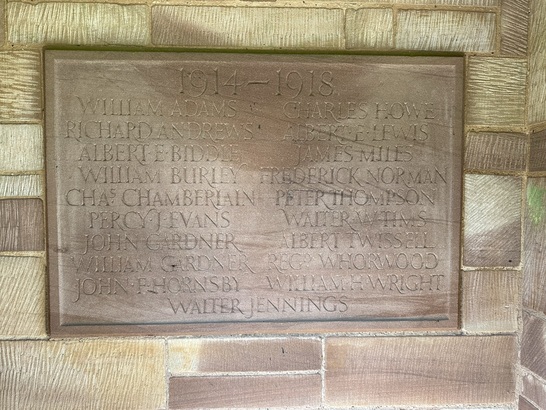 1914–1918
WILLIAM ADAMS CHARLES HOWE
RICHARD ANDREWS ALBERT F. LEWIS
ALBERT E. BIDDLE JAMES MILES
WILLIAM BURLEY FREDERICK NORMAN
CHAS CHAMBERLAIN PETER THOMPSON
PERCY J. EVANS WALTER W. TIMS
JOHN GARDNER ALBERT TWISSELL
WILLIAM GARDNER REGD WHORWOOD
JOHN P. HORNSBY WILLIAM H. WRIGHT
WALTER JENNINGS